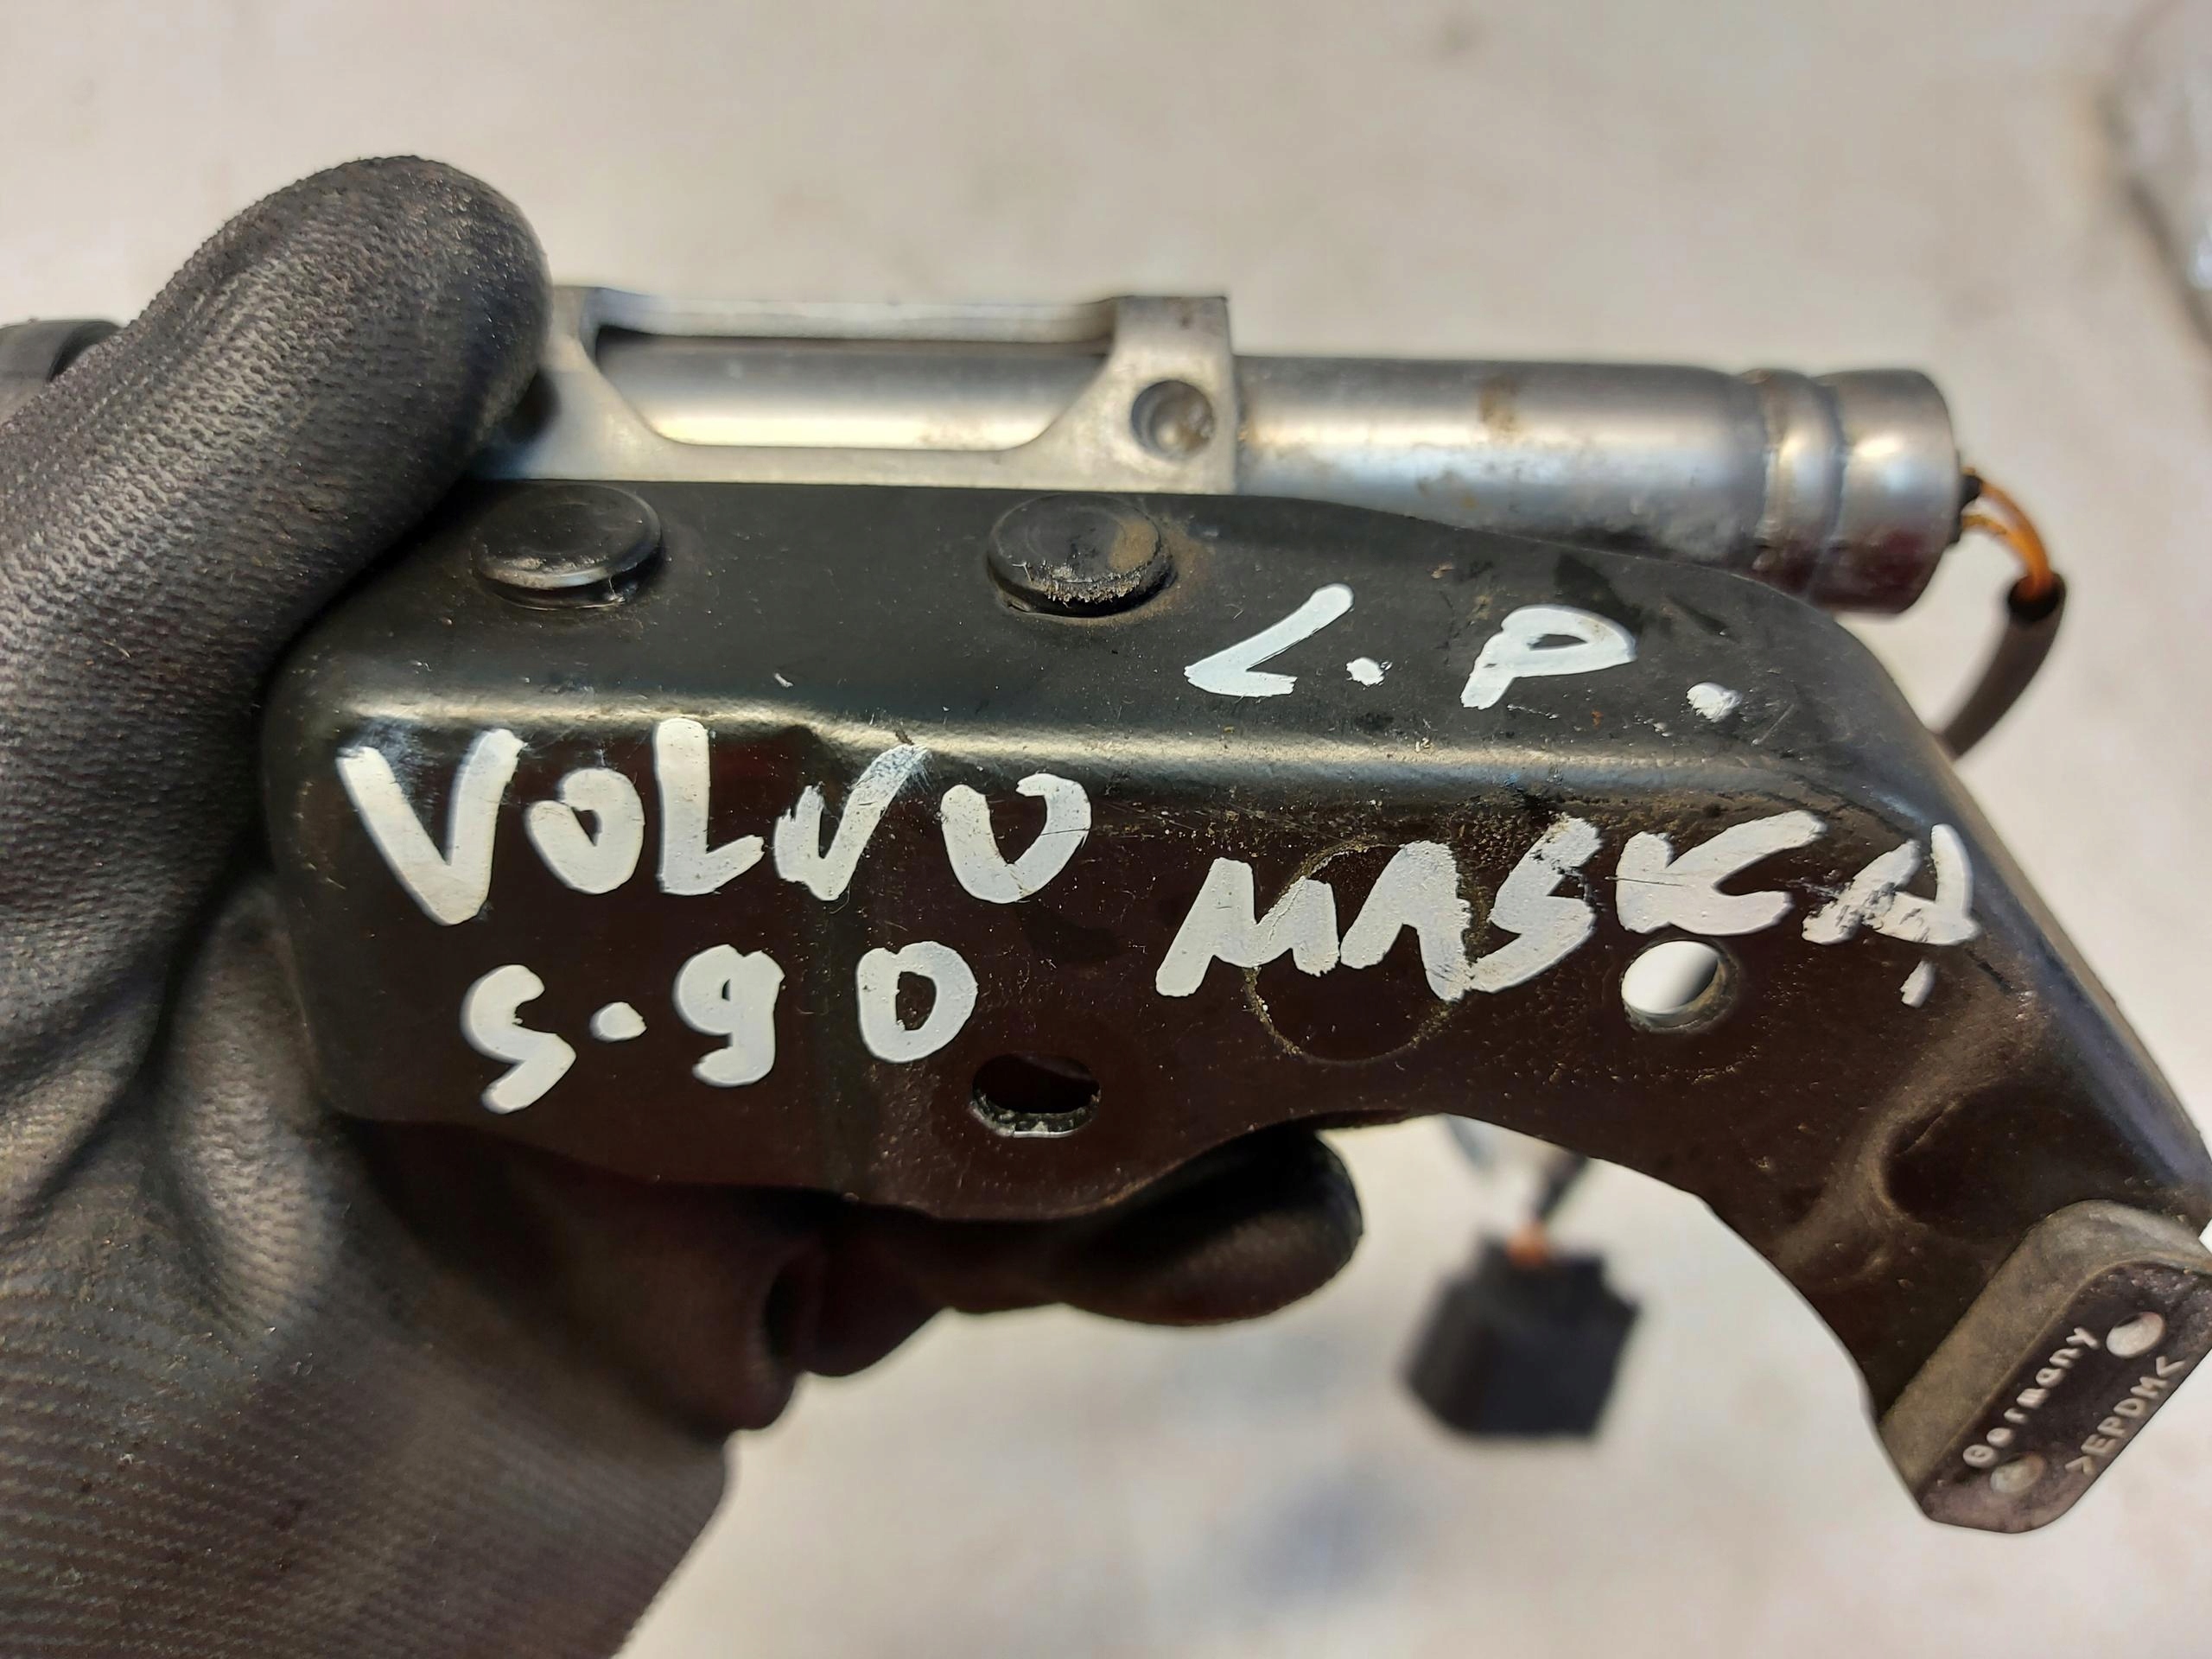 L.P.
VOLVO MASKA
S.90
Germany
>EPDM<